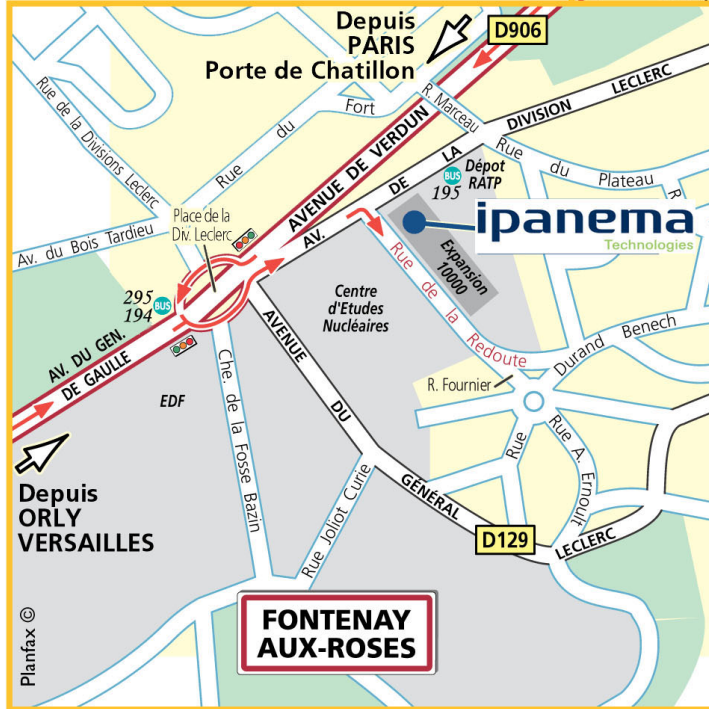 Depuis
PARIS
Porte de Chatillon
D906
Rue de la Divisions Leclerc
Rue du Fort
R. Marceau
AV. DE LA DIVISION LECLERC
AVENUE DE VERDUN
Rue du Plateau
BUS
195
Dépot
RATP
ipanema
Technologies
Place de la
Div. Leclerc
Av. du Bois Tardieu
Expansion
10000
Rue de la Redoute
295
194
BUS
Centre
d'Etudes
Nucléaires
AV. DU GEN.
DE GAULLE
Durand Benech
R. Fournier
EDF
Che. de la Fosse Bazin
AVENUE DU GÉNÉRAL LECLERC
Rue
Rue A. Ernoult
Rue Joliot Curie
Depuis
ORLY
VERSAILLES
D129
FONTENAY
AUX-ROSES
Planfax ©